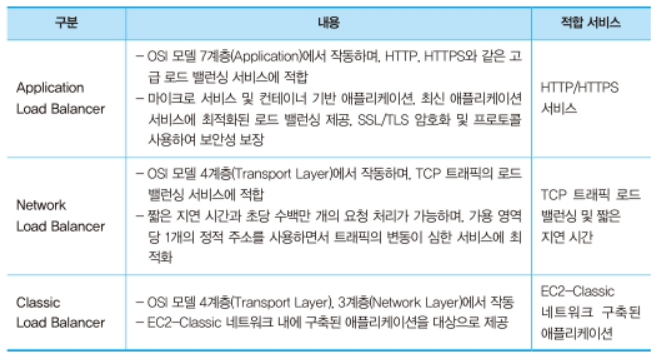 구분 내용 적합 서비스
Application
Load Balancer
– OSI 모델 7계층(Application)에서 작동하며, HTTP, HTTPS와 같은 고
급 로드 밸런싱 서비스에 적합
– 마이크로 서비스 및 컨테이너 기반 애플리케이션, 최신 애플리케이션
서비스에 최적화된 로드 밸런싱 제공, SSL/TLS 암호화 및 프로토콜
사용하여 보안성 보장
HTTP/HTTPS
서비스
Network
Load Balancer
– OSI 모델 4계층(Transport Layer)에서 작동하며, TCP 트래픽의 로드
밸런싱 서비스에 적합
– 짧은 지연 시간과 초당 수백만 개의 요청 처리가 가능하며, 가용 영역
당 1개의 정적 주소를 사용하면서 트래픽의 변동이 심한 서비스에 최
적화
TCP 트래픽 로드
밸런싱 및 짧은
지연 시간
Classic
Load Balancer
– OSI 모델 4계층(Transport Layer), 3계층(Network Layer)에서 작동
– EC2-Classic 네트워크 내에 구축된 애플리케이션을 대상으로 제공
EC2-Classic
네트워크 구축된
애플리케이션